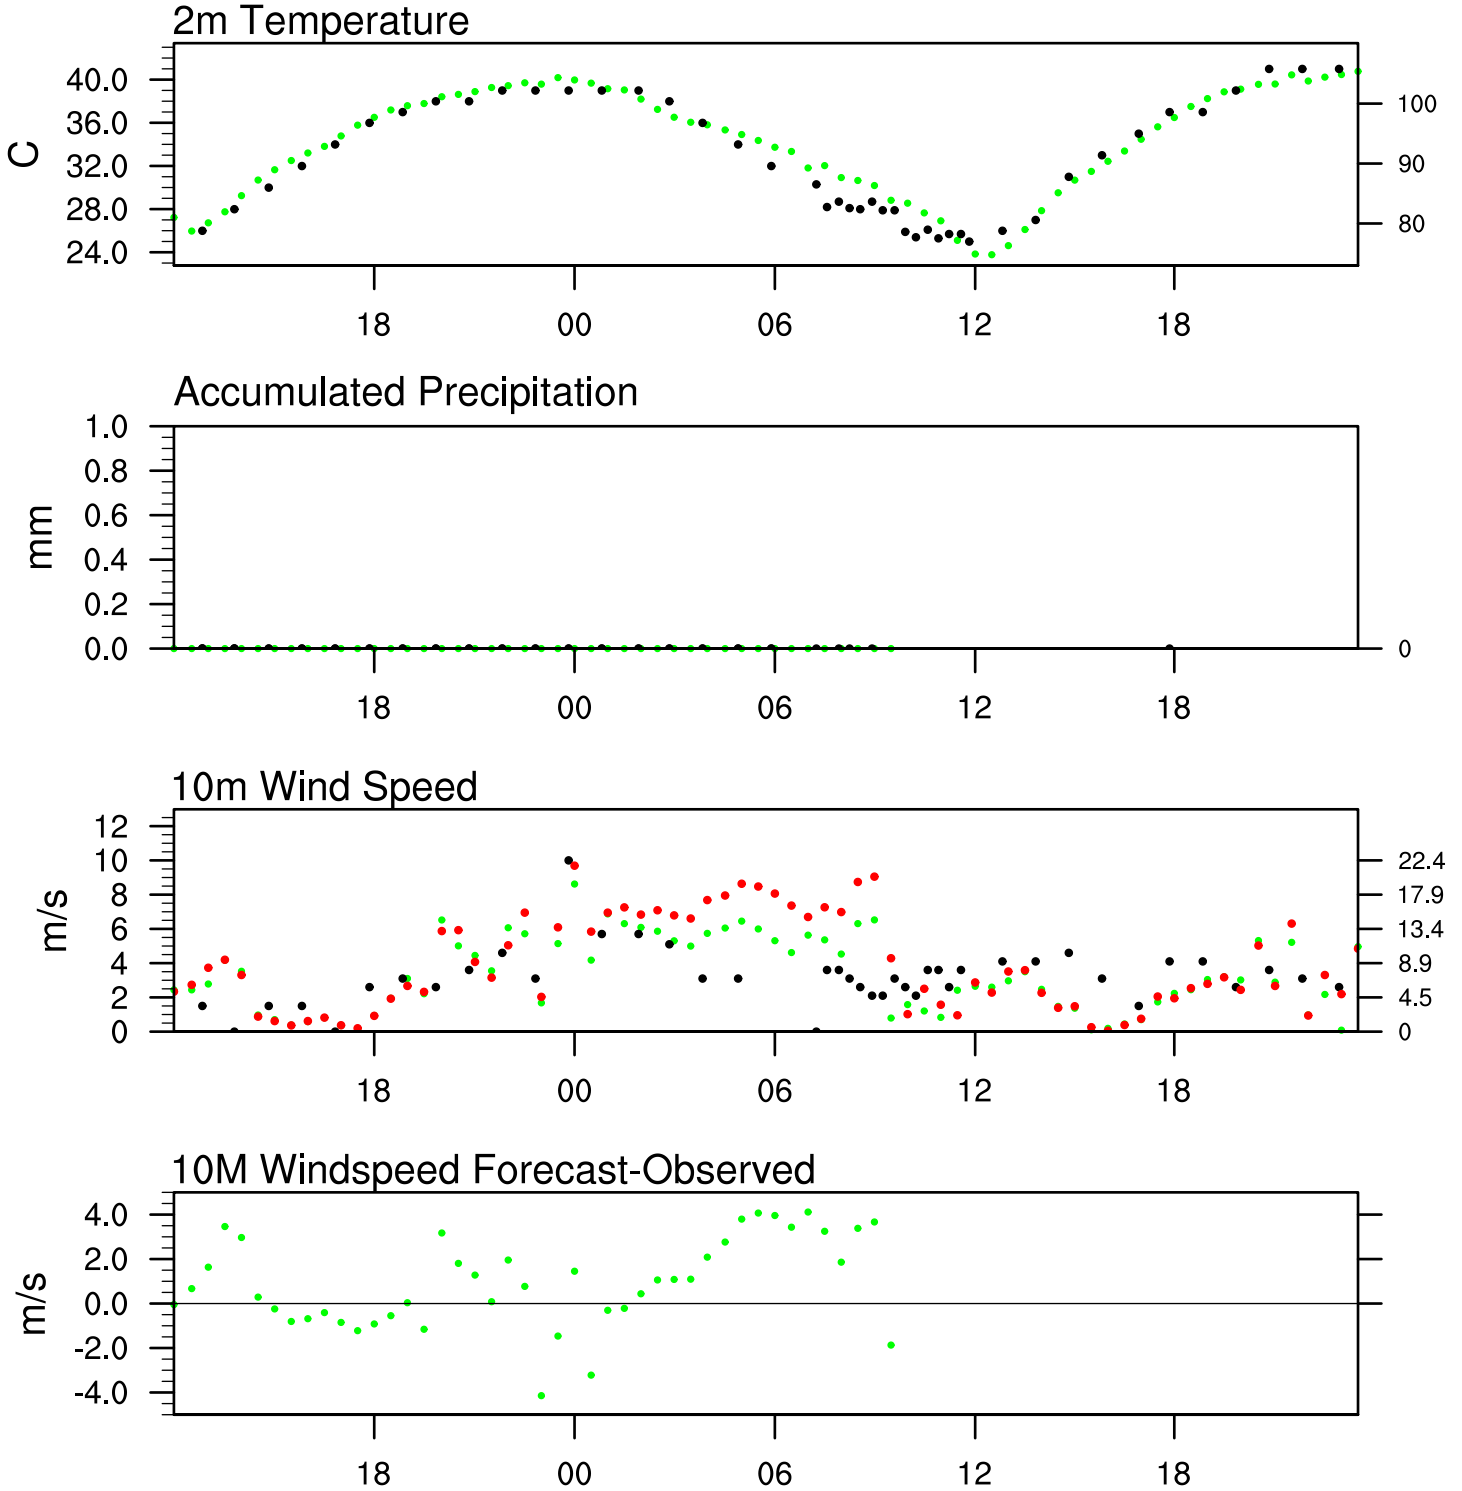 2m Temperature
C
40.0
36.0
32.0
28.0
24.0
100
90
80
18 00 06 12 18
Accumulated Precipitation
mm
1.0
0.8
0.6
0.4
0.2
0.0
0
18 00 06 12 18
10m Wind Speed
m/s
12
10
8
6
4
2
0
22.4
17.9
13.4
8.9
4.5
0
18 00 06 12 18
10M Windspeed Forecast-Observed
m/s
4.0
2.0
0.0
-2.0
-4.0
18 00 06 12 18